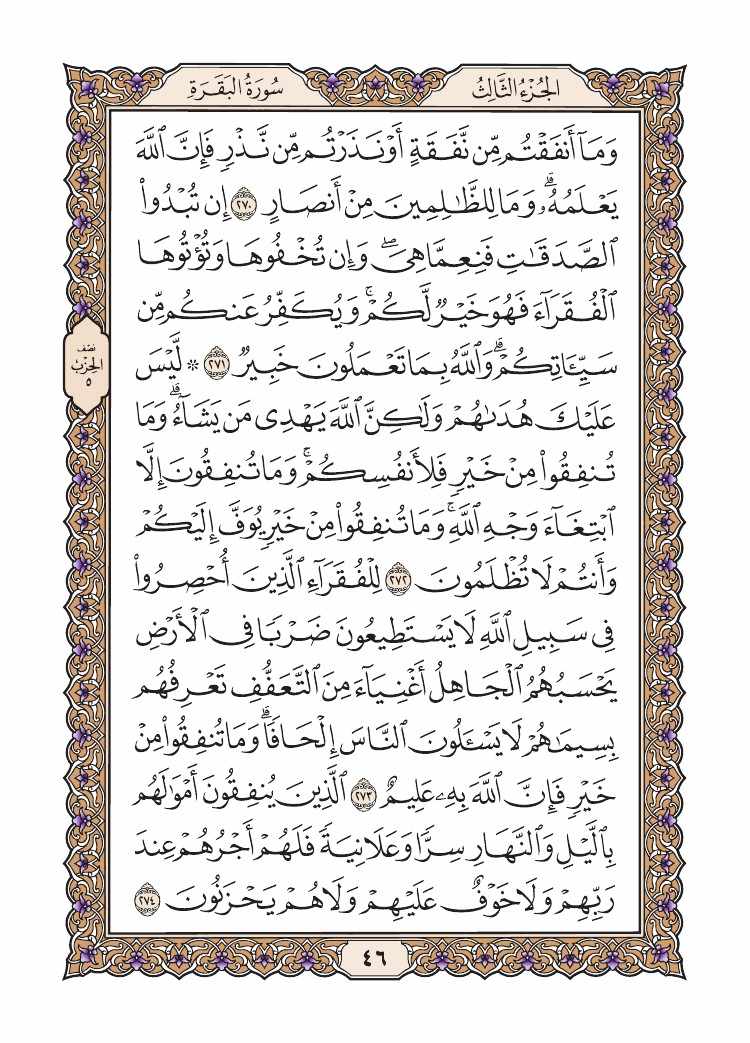 الجُزْءُ الثَّالِثُ
سُورَةُ البَقَرَةِ
وَمَآ أَنفَقۡتُم مِّن نَّفَقَةٍ أَوۡ نَذَرۡتُم مِّن نَّذۡرٖ فَإِنَّ ٱللَّهَ
يَعۡلَمُهُۥۗ وَمَا لِلظَّٰلِمِينَ مِنۡ أَنصَارٍ ٢٧٠ إِن تُبۡدُواْ
ٱلصَّدَقَٰتِ فَنِعِمَّا هِيَۖ وَإِن تُخۡفُوهَا وَتُؤۡتُوهَا
ٱلۡفُقَرَآءَ فَهُوَ خَيۡرٞ لَّكُمۡۚ وَيُكَفِّرُ عَنكُم مِّن
سَيِّـَٔاتِكُمۡۗ وَٱللَّهُ بِمَا تَعۡمَلُونَ خَبِيرٞ ٢٧١ ۞ لَّيۡسَ
عَلَيۡكَ هُدَىٰهُمۡ وَلَٰكِنَّ ٱللَّهَ يَهۡدِي مَن يَشَآءُۗ وَمَا
تُنفِقُواْ مِنۡ خَيۡرٖ فَلِأَنفُسِكُمۡۚ وَمَا تُنفِقُونَ إِلَّا
ٱبۡتِغَآءَ وَجۡهِ ٱللَّهِۚ وَمَا تُنفِقُواْ مِنۡ خَيۡرٖ يُوَفَّ إِلَيۡكُمۡ
وَأَنتُمۡ لَا تُظۡلَمُونَ ٢٧٢ لِلۡفُقَرَآءِ ٱلَّذِينَ أُحۡصِرُواْ
فِي سَبِيلِ ٱللَّهِ لَا يَسۡتَطِيعُونَ ضَرۡبٗا فِي ٱلۡأَرۡضِ
يَحۡسَبُهُمُ ٱلۡجَاهِلُ أَغۡنِيَآءَ مِنَ ٱلتَّعَفُّفِ تَعۡرِفُهُم
بِسِيمَٰهُمۡ لَا يَسۡـَٔلُونَ ٱلنَّاسَ إِلۡحَافٗاۗ وَمَا تُنفِقُواْ مِنۡ
خَيۡرٖ فَإِنَّ ٱللَّهَ بِهِۦ عَلِيمٌ ٢٧٣ ٱلَّذِينَ يُنفِقُونَ أَمۡوَٰلَهُم
بِٱلَّيۡلِ وَٱلنَّهَارِ سِرّٗا وَعَلَانِيَةٗ فَلَهُمۡ أَجۡرُهُمۡ عِندَ
رَبِّهِمۡ وَلَا خَوۡفٌ عَلَيۡهِمۡ وَلَا هُمۡ يَحۡزَنُونَ ٢٧٤
نصف
الحزب
٥
٤٦